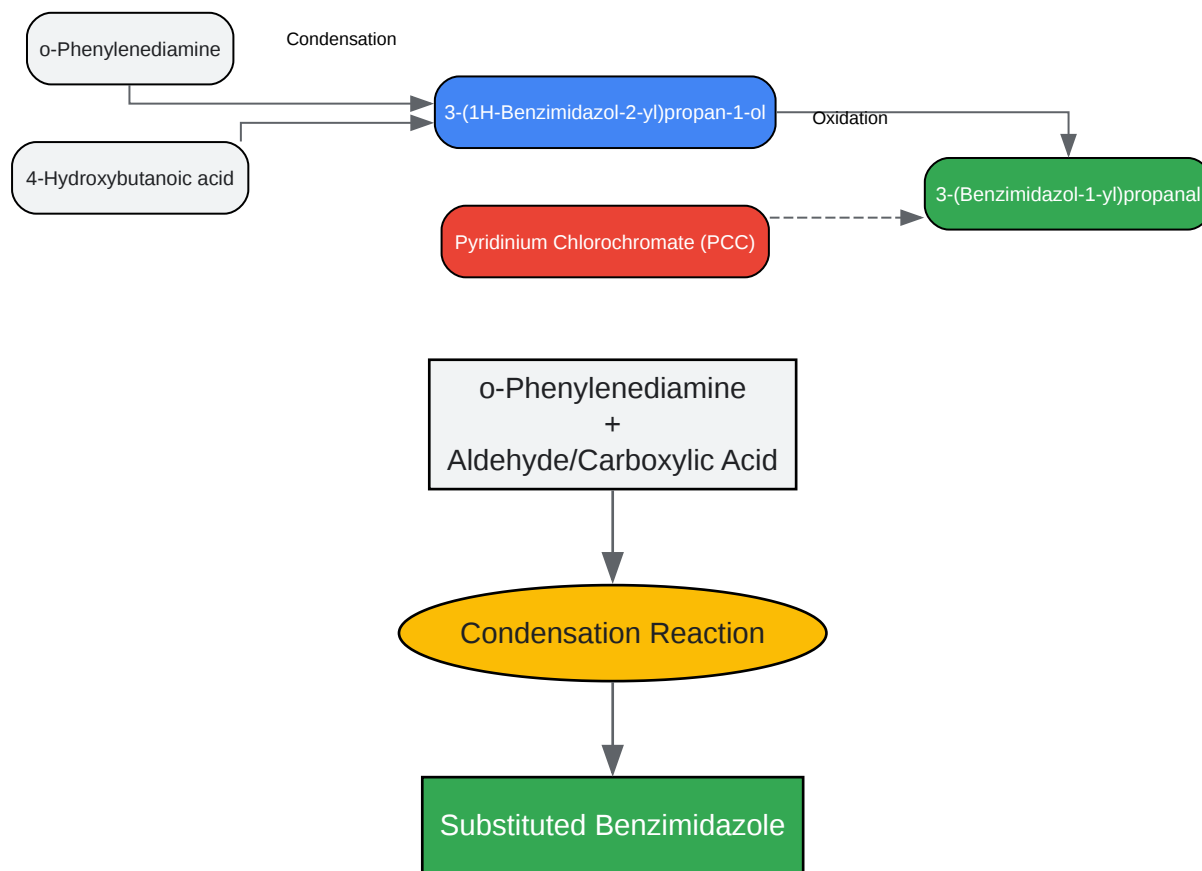 o-Phenylenediamine
Condensation
3-(1H-Benzimidazol-2-yl)propan-1-ol
Oxidation
4-Hydroxybutanoic acid
3-(Benzimidazol-1-yl)propanal
Pyridinium Chlorochromate (PCC)
o-Phenylenediamine
+
Aldehyde/Carboxylic Acid
Condensation Reaction
Substituted Benzimidazole